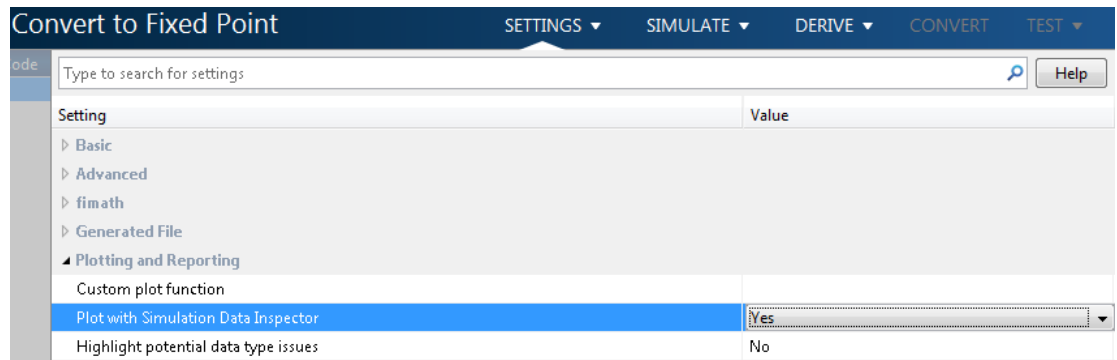 Convert to Fixed Point SETTINGS ▼ SIMULATE ▼ DERIVE ▼ CONVERT TEST ▼
ode
Type to search for settings Help
Setting Value
▷ Basic
▷ Advanced
▷ fimath
▷ Generated File
◢ Plotting and Reporting
Custom plot function
Plot with Simulation Data Inspector Yes
Highlight potential data type issues No